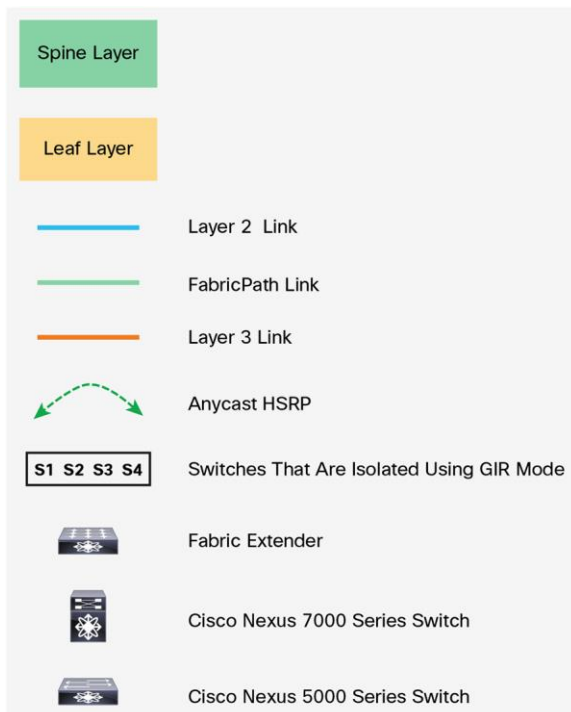 Spine Layer
Leaf Layer
Layer 2 Link
FabricPath Link
Layer 3 Link
Anycast HSRP
S1 S2 S3 S4 Switches That Are Isolated Using GIR Mode
Fabric Extender
Cisco Nexus 7000 Series Switch
Cisco Nexus 5000 Series Switch